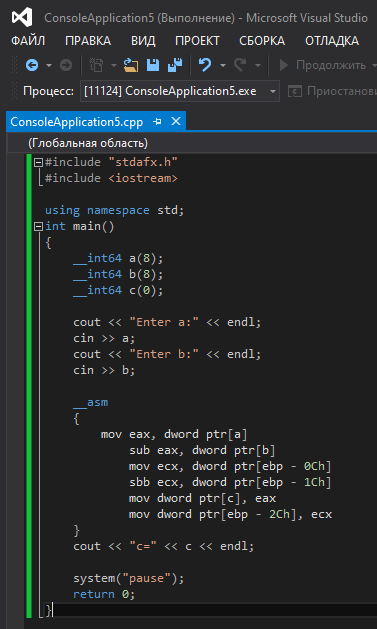 ConsoleApplication5 (Выполнение) - Microsoft Visual Studio
ФАЙЛ ПРАВКА ВИД ПРОЕКТ СБОРКА ОТЛАДКА
Продолжить
Процесс: [11124] ConsoleApplication5.exe Приостанови
ConsoleApplication5.cpp
(Глобальная область)
#include "stdafx.h"
#include <iostream>
using namespace std;
int main()
{
__int64 a(8);
__int64 b(8);
__int64 c(0);
cout << "Enter a:" << endl;
cin >> a;
cout << "Enter b:" << endl;
cin >> b;
__asm
{
mov eax, dword ptr[a]
sub eax, dword ptr[b]
mov ecx, dword ptr[ebp - 0Ch]
sbb ecx, dword ptr[ebp - 1Ch]
mov dword ptr[c], eax
mov dword ptr[ebp - 2Ch], ecx
}
cout << "c=" << c << endl;
system("pause");
return 0;
}